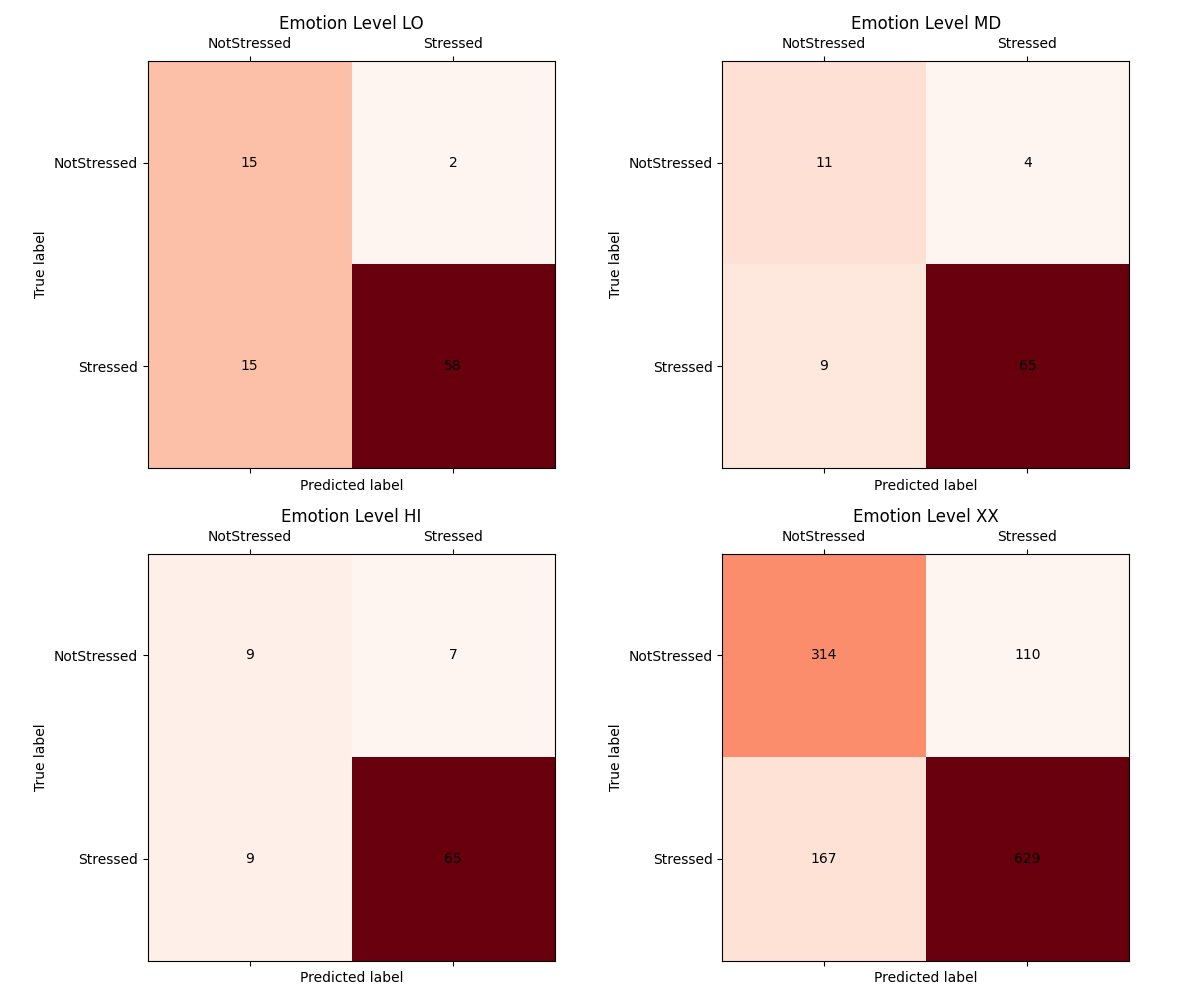 Emotion Level LO
NotStressed Stressed
NotStressed 15 2
True label
Stressed 15 58
Predicted label
Emotion Level MD
NotStressed Stressed
NotStressed 11 4
True label
Stressed 9 65
Predicted label
Emotion Level HI
NotStressed Stressed
NotStressed 9 7
True label
Stressed 9 65
Predicted label
Emotion Level XX
NotStressed Stressed
NotStressed 314 110
True label
Stressed 167 629
Predicted label